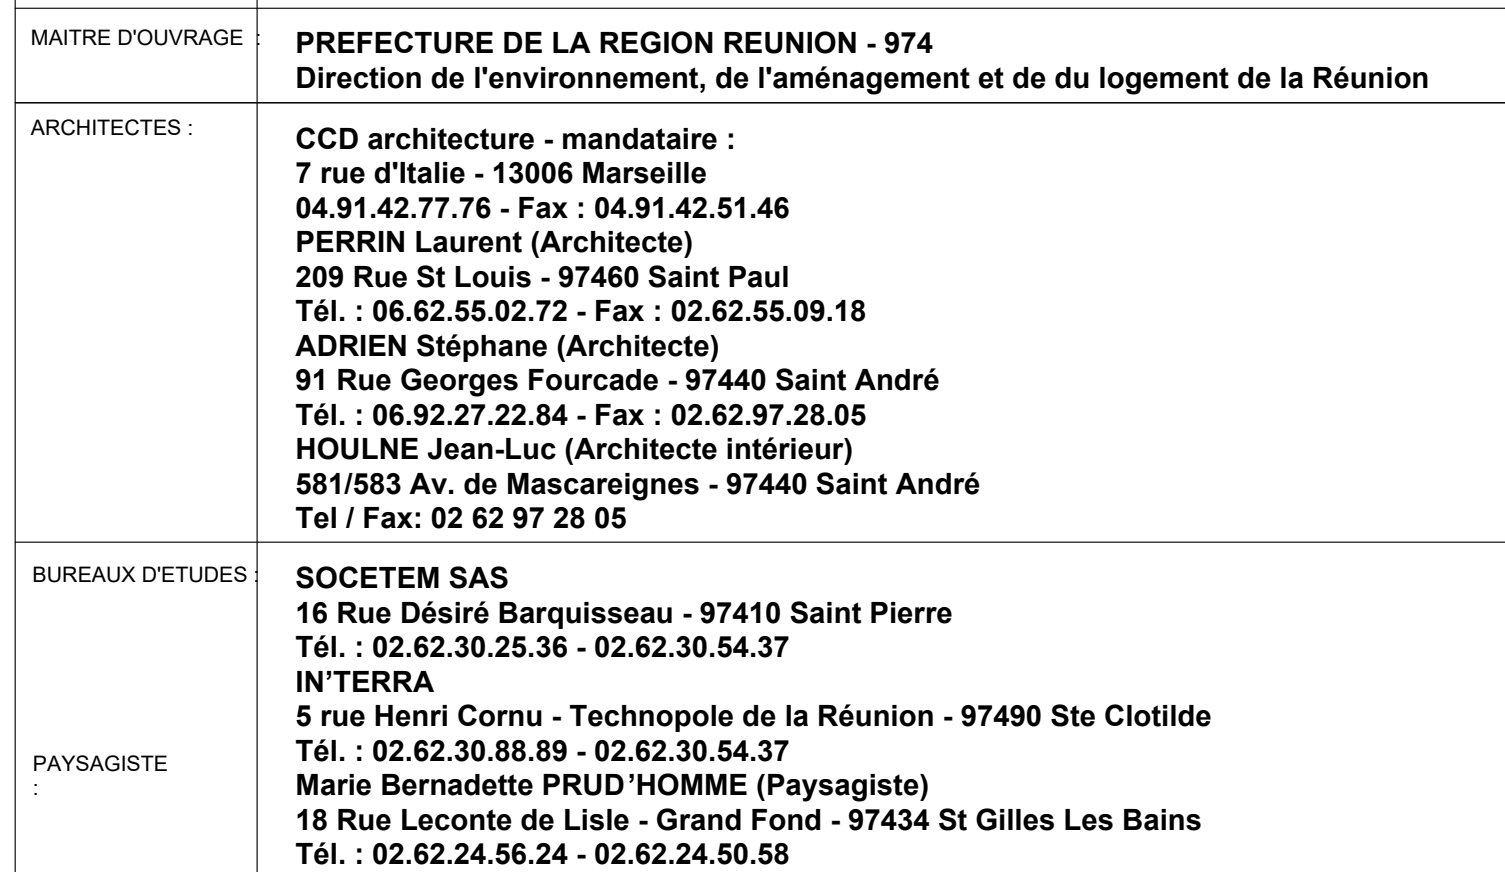 MAITRE D'OUVRAGE :
PREFECTURE DE LA REGION REUNION - 974
Direction de l'environnement, de l'aménagement et de du logement de la Réunion
ARCHITECTES :
CCD architecture - mandataire :
7 rue d'Italie - 13006 Marseille
04.91.42.77.76 - Fax : 04.91.42.51.46
PERRIN Laurent (Architecte)
209 Rue St Louis - 97460 Saint Paul
Tél. : 06.62.55.02.72 - Fax : 02.62.55.09.18
ADRIEN Stéphane (Architecte)
91 Rue Georges Fourcade - 97440 Saint André
Tél. : 06.92.27.22.84 - Fax : 02.62.97.28.05
HOULNE Jean-Luc (Architecte intérieur)
581/583 Av. de Mascareignes - 97440 Saint André
Tel / Fax: 02 62 97 28 05
BUREAUX D'ETUDES :
SOCETEM SAS
16 Rue Désiré Barquisseau - 97410 Saint Pierre
Tél. : 02.62.30.25.36 - 02.62.30.54.37
IN’TERRA
5 rue Henri Cornu - Technopole de la Réunion - 97490 Ste Clotilde
Tél. : 02.62.30.88.89 - 02.62.30.54.37
PAYSAGISTE
:
Marie Bernadette PRUD’HOMME (Paysagiste)
18 Rue Leconte de Lisle - Grand Fond - 97434 St Gilles Les Bains
Tél. : 02.62.24.56.24 - 02.62.24.50.58